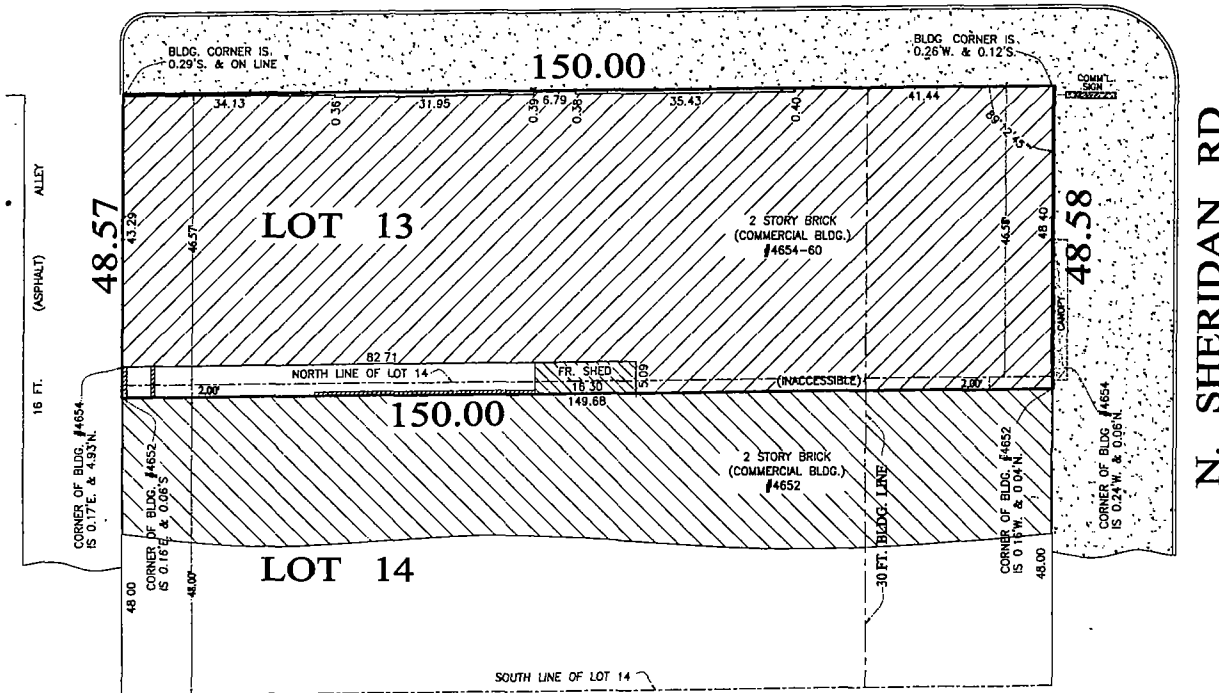 BLDG. CORNER IS.
0.29'S. & ON LINE
150.00
BLDG. CORNER IS
0.26'W. & 0.12'S.
COMM'L.
SIGN
34.13
0.36
31.95
0.39
6.79
0.38
35.43
0.40
41.44
N. SHERIDAN RD
16 FT. (ASPHALT) ALLEY
48.57
43.29
46.57
LOT 13
2 STORY BRICK
(COMMERCIAL BLDG.)
#4654-60
46.58'
48.40
48.58
CANOPY
82.71
NORTH LINE OF LOT 14
FR. SHED
16.30
5.09
(INACCESSIBLE)
2.00'
2.00'
149.68
150.00
CORNER OF BLDG. #4654
IS 0.17'E. & 4.93'N.
CORNER OF BLDG. #4652
IS 0.16'E. & 0.06'S
2 STORY BRICK
(COMMERCIAL BLDG.)
#4652
30 FT. BLDG. LINE
CORNER OF BLDG. #4652
IS 0.16'W. & 0.04'N.
CORNER OF BLDG. #4654
IS 0.24'W. & 0.06'N.
LOT 14
48.00
48.00'
48.00
SOUTH LINE OF LOT 14